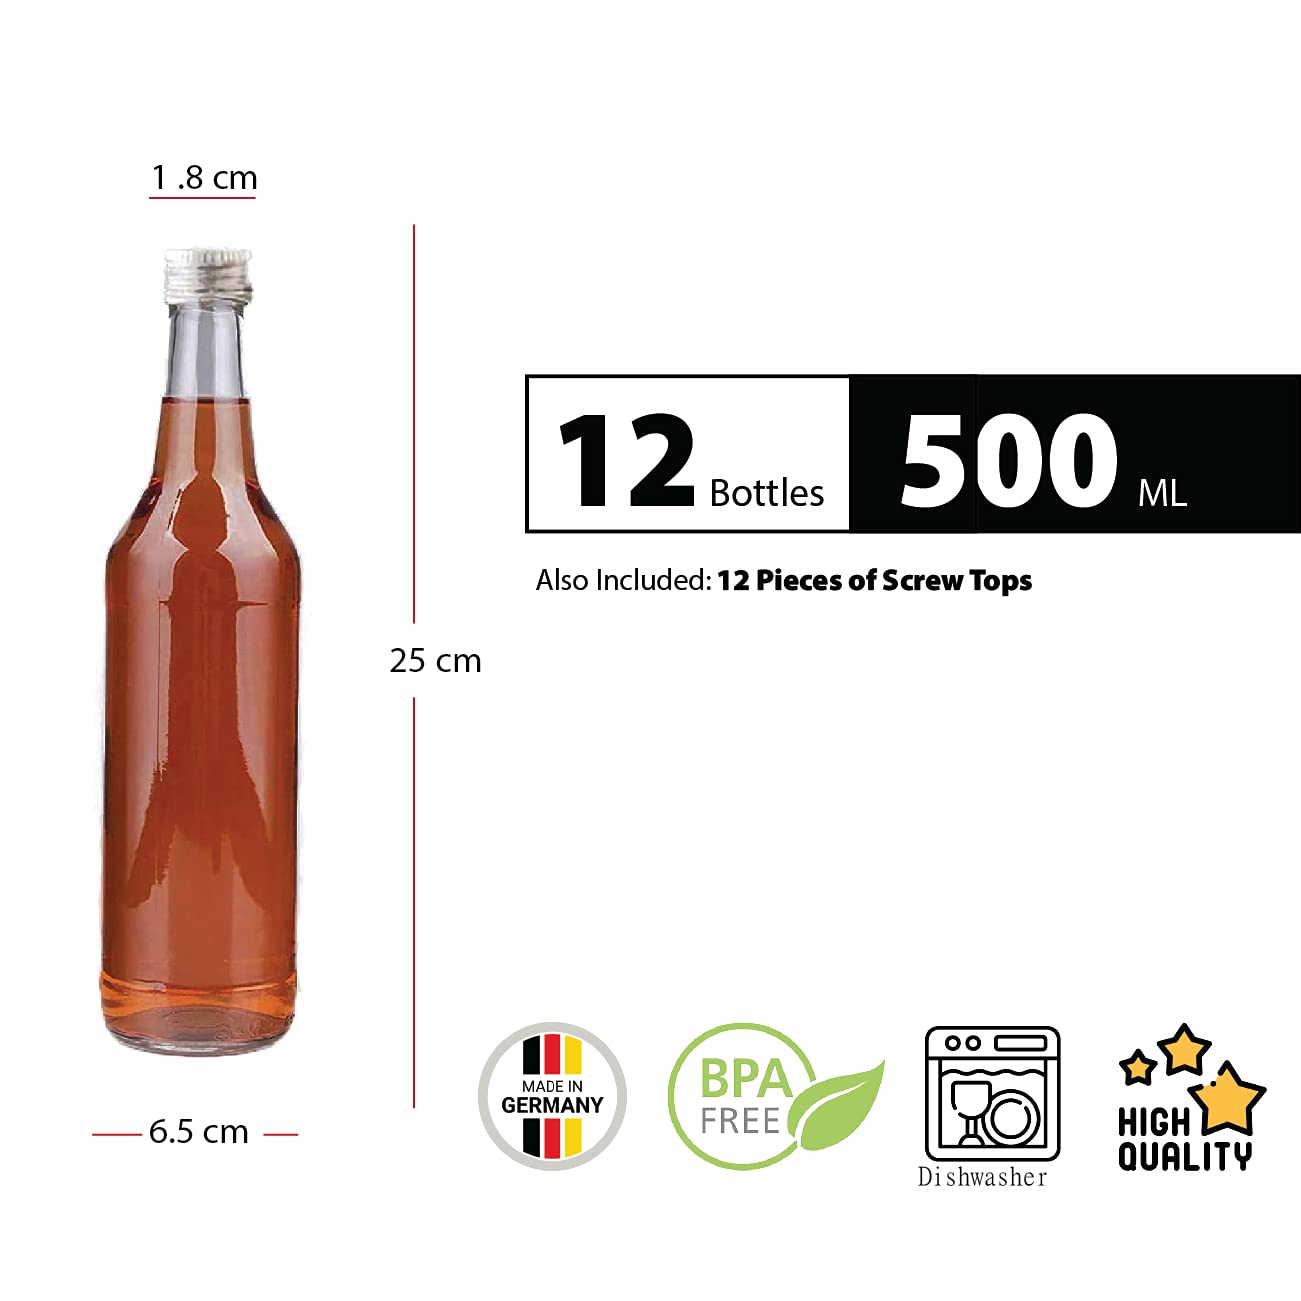 1 .8 cm
12 Bottles 500 ML
Also Included: 12 Pieces of Screw Tops
25 cm
6.5 cm
MADE IN
GERMANY
BPA
FREE
Dishwasher
HIGH
QUALITY